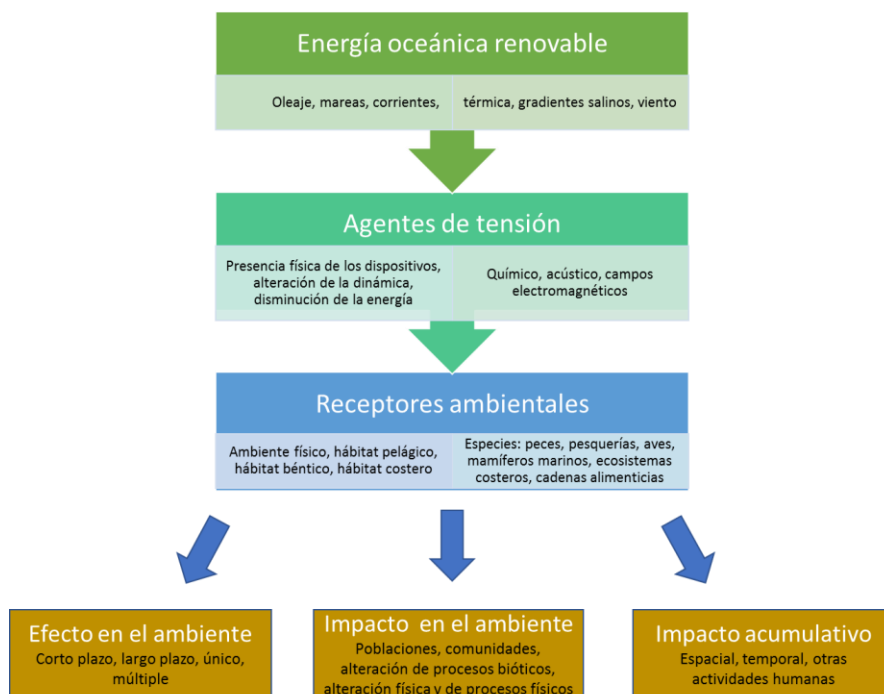 Energía oceánica renovable
Oleaje, mareas, corrientes,
térmica, gradientes salinos, viento
Agentes de tensión
Presencia física de los dispositivos,
alteración de la dinámica,
disminución de la energía
Químico, acústico, campos
electromagnéticos
Receptores ambientales
Ambiente físico, hábitat pelágico,
hábitat béntico, hábitat costero
Especies: peces, pesquerías, aves,
mamíferos marinos, ecosistemas
costeros, cadenas alimenticias
Efecto en el ambiente
Corto plazo, largo plazo, único,
múltiple
Impacto en el ambiente
Poblaciones, comunidades,
alteración de procesos bióticos,
alteración física y de procesos físicos
Impacto acumulativo
Espacial, temporal, otras
actividades humanas